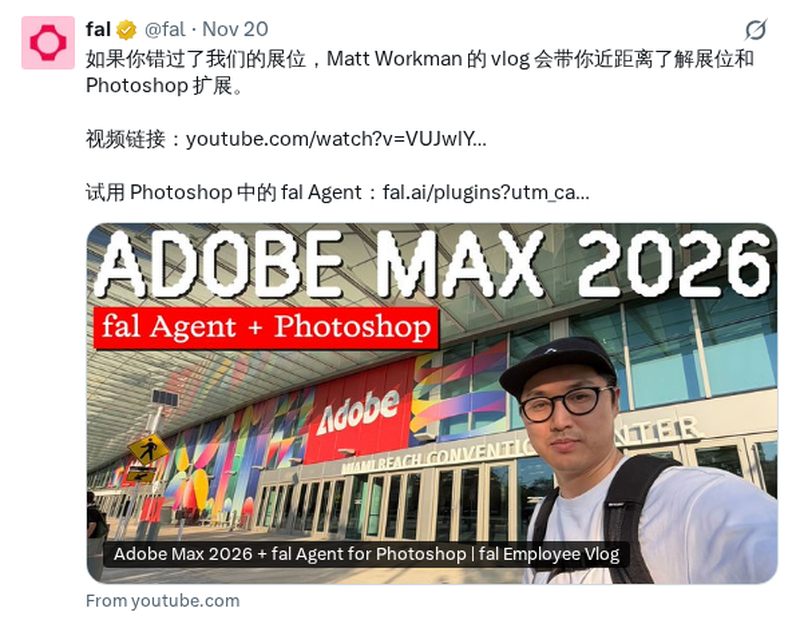 fal @fal · Nov 20
如果你错过了我们的展位，Matt Workman 的 vlog 会带你近距离了解展位和
Photoshop 扩展。
视频链接：youtube.com/watch?v=VUJwlY...
试用 Photoshop 中的 fal Agent：fal.ai/plugins?utm_ca...
ADOBE MAX 2026
fal Agent + Photoshop
Adobe
MIAMI BEACH CONVENTIO
NTER
Adobe Max 2026 + fal Agent for Photoshop | fal Employee Vlog
From youtube.com